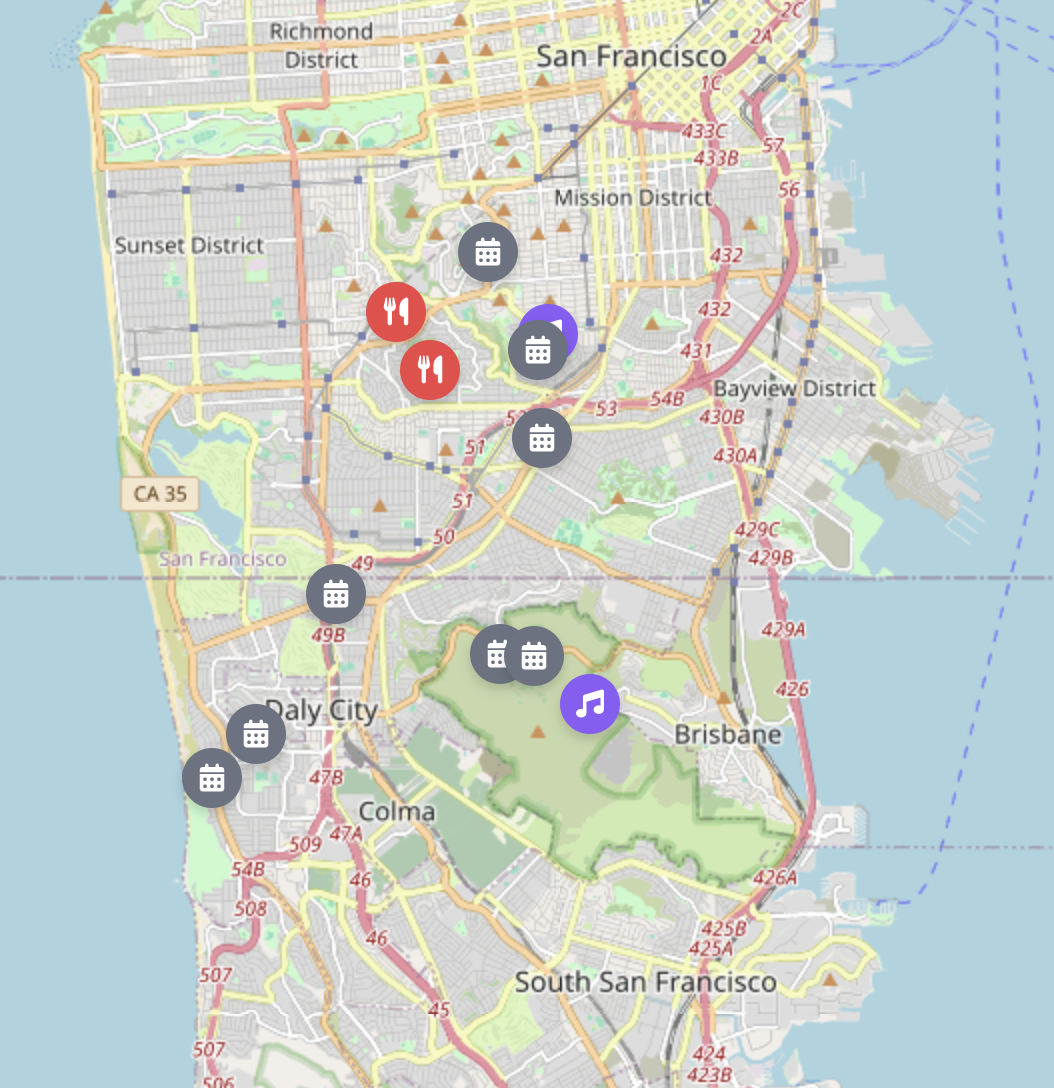 2C
Richmond
District
2A
San Francisco
1C
433C
57
433B
56
Mission District
Sunset District
432
432
431
Bayview District
54B
53
430B
51
430A
CA 35
51
429C
50
San Francisco
49
429B
429A
49B
426
Daly City
Brisbane
47B
Colma
47A
509
54B
46
426A
508
425B
46
425A
507
South San Francisco
45
507
424
423B
506